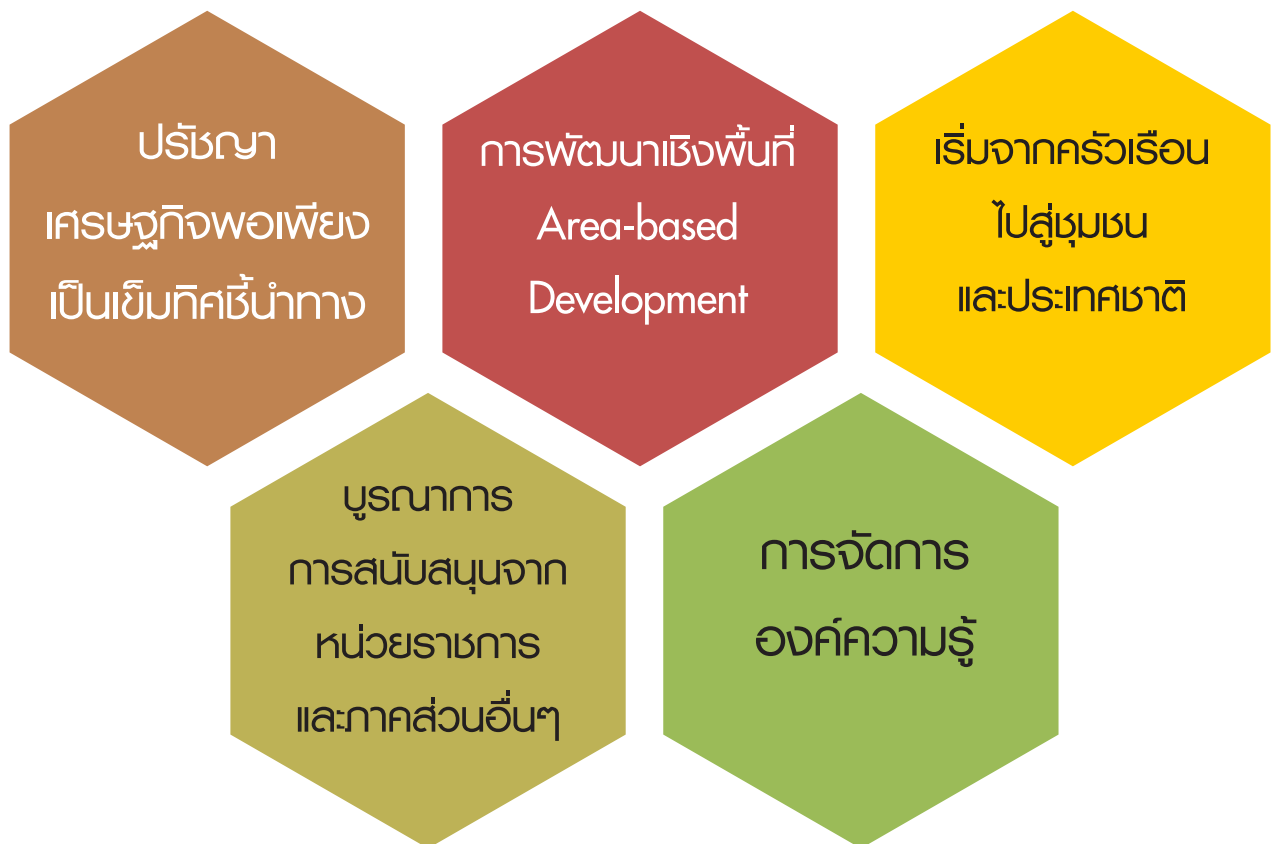 ปรัชญา
เศรษฐกิจพอเพียง
เป็นเข็มทิศชี้นำทาง
การพัฒนาเชิงพื้นที่
Area-based
Development
เริ่มจากครัวเรือน
ไปสู่ชุมชน
และประเทศชาติ
บูรณาการ
การสนับสนุนจาก
หน่วยราชการ
และภาคส่วนอื่นๆ
การจัดการ
องค์ความรู้